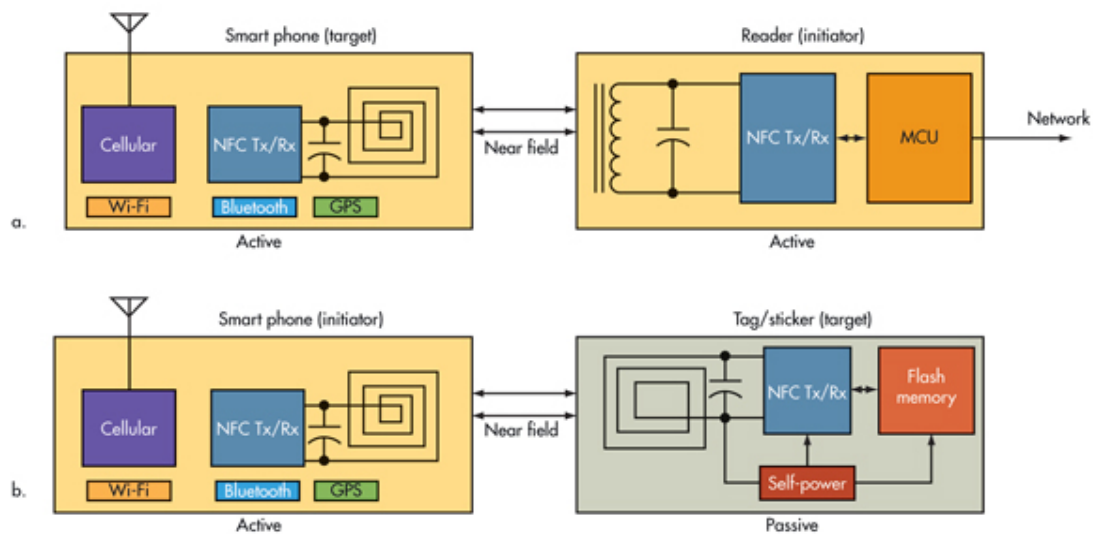 Smart phone (target)
Reader (initiator)
Cellular
NFC Tx/Rx
Near field
NFC Tx/Rx
MCU
Network
Wi-Fi
Bluetooth
GPS
a.
Active
Active
Smart phone (initiator)
Tag/sticker (target)
Cellular
NFC Tx/Rx
Near field
NFC Tx/Rx
Flash
memory
Wi-Fi
Bluetooth
GPS
Self-power
b.
Active
Passive